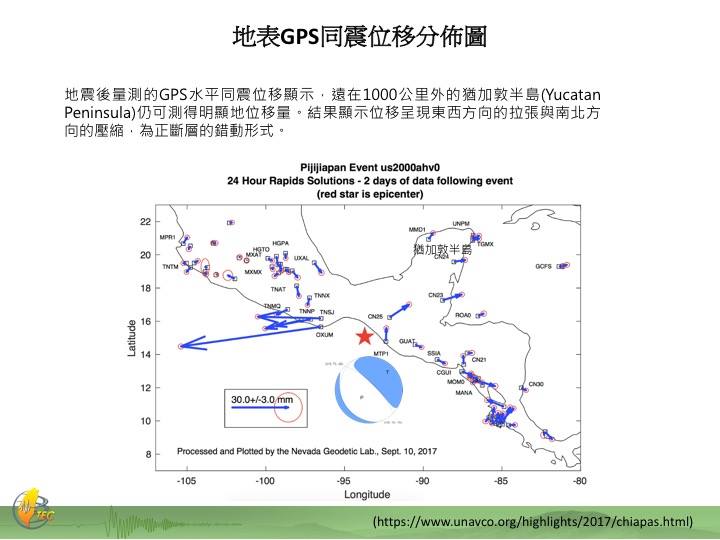 地表GPS同震位移分佈圖
地震後量測的GPS水平同震位移顯示，遠在1000公里外的猶加敦半島(Yucatan
Peninsula)仍可測得明顯地位移量。結果顯示位移呈現東西方向的拉張與南北方
向的壓縮，為正斷層的錯動形式。
Pijijiapan Event us2000ahv0
24 Hour Rapids Solutions - 2 days of data following event
(red star is epicenter)
22
20
18
16
14
12
10
8
Latitude
MPR1
TNTM
HGPA
HGTO
MXAT
MXMX
UXAL
TNAT
TNNX
TNMQ
TNNP
TNSJ
OXUM
MMD1
UNPM
TGMX
猶加敦半島
CN24
GCFS
CN23
CN25
ROA0
MTP1
GUAT
SSIA
CN21
CGUI
MOM0
MANA
CN30
T
P
30.0+/-3.0 mm
Processed and Plotted by the Nevada Geodetic Lab., Sept. 10, 2017
-105
-100
-95
-90
-85
-80
Longitude
TEC
(https://www.unavco.org/highlights/2017/chiapas.html)